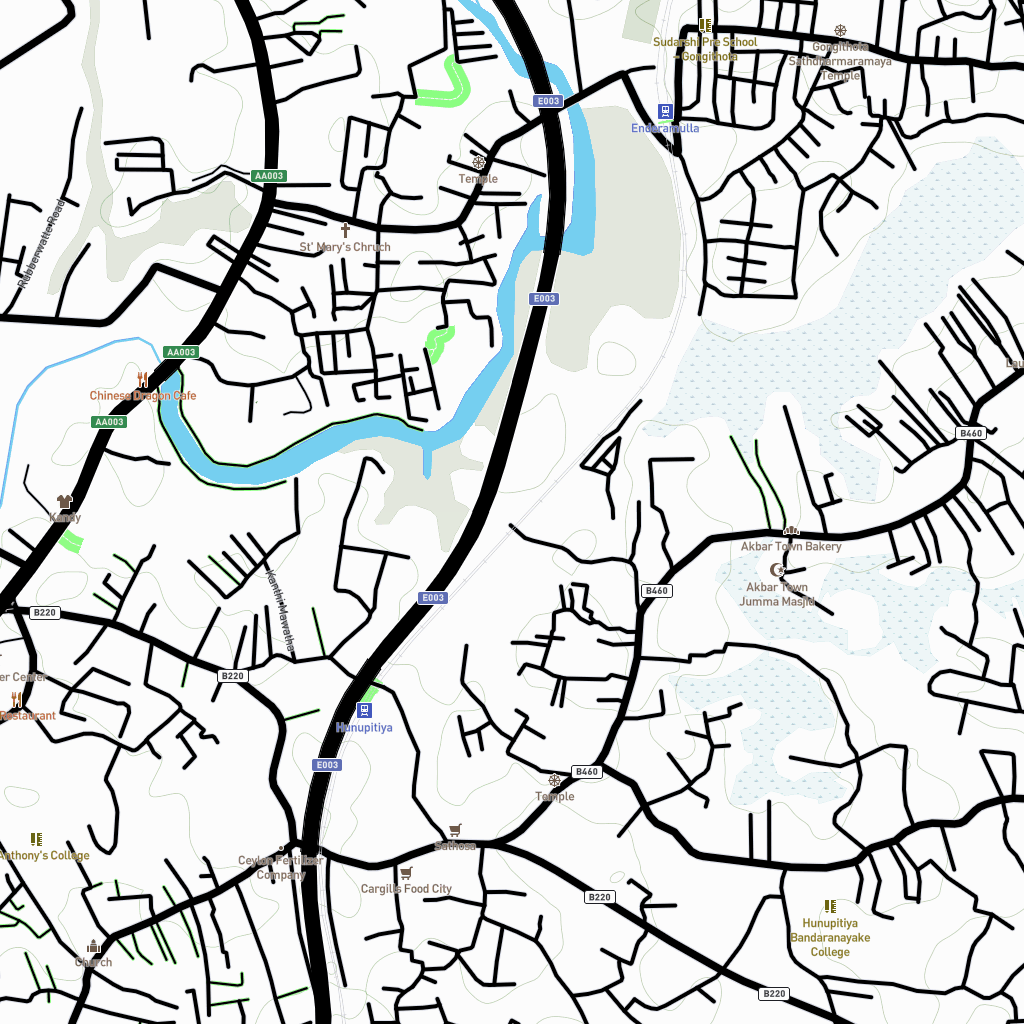 Sudarshi Pre School
- Gongithota
Gongithota
Sathdharmaramaya
Temple
E003
Enderamulla
AA003
Temple
Rubberwatte Road
St' Mary's Chruch
E003
AA003
Chinese Dragon Cafe
AA003
Lau
B460
Kandy
Akbar Town Bakery
Akbar Town
Jumma Masjid
B460
E003
B220
Kanthi Mawatha
B220
er Center
Restaurant
Hunupitiya
E003
B460
Temple
Sathosa
Anthony's College
Ceylon Fertilizer
Company
Cargills Food City
B220
Hunupitiya
Bandaranayake
College
Church
B220